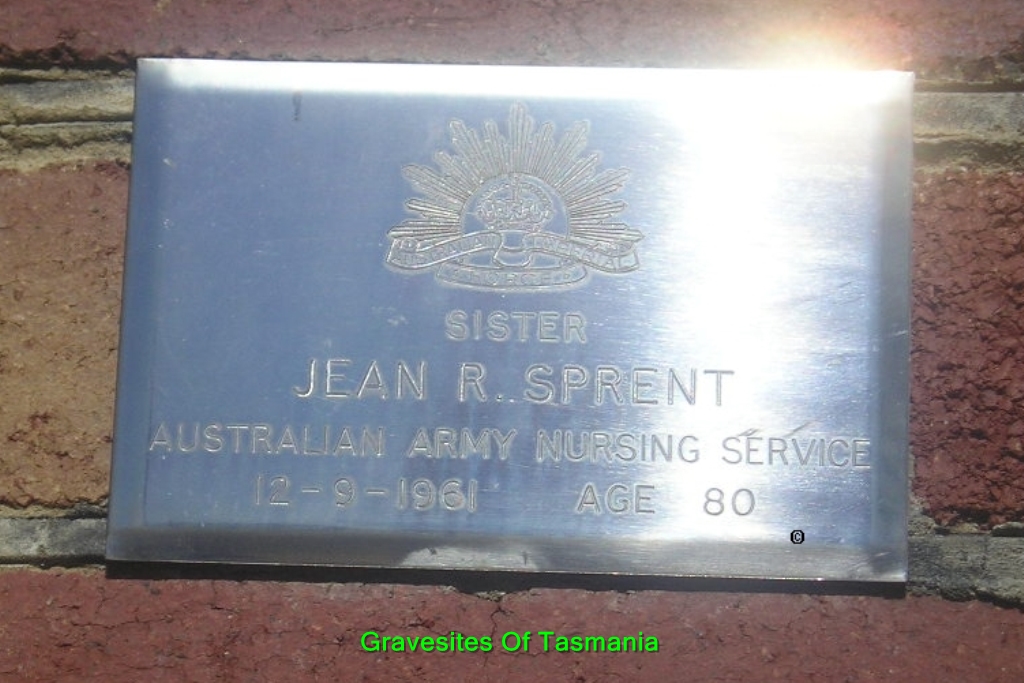 SISTER
JEAN R. SPRENT
AUSTRALIAN ARMY NURSING SERVICE
12-9-1961 AGE 80
©
Gravesites Of Tasmania